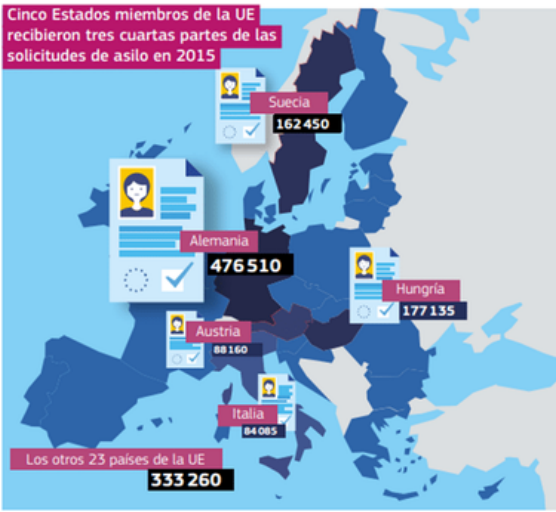 Cinco Estados miembros de la UE
recibieron tres cuartas partes de las
solicitudes de asilo en 2015
Suecia
162 450
Alemania
476 510
Hungría
177 135
Austria
88 160
Italia
84 085
Los otros 23 países de la UE
333 260